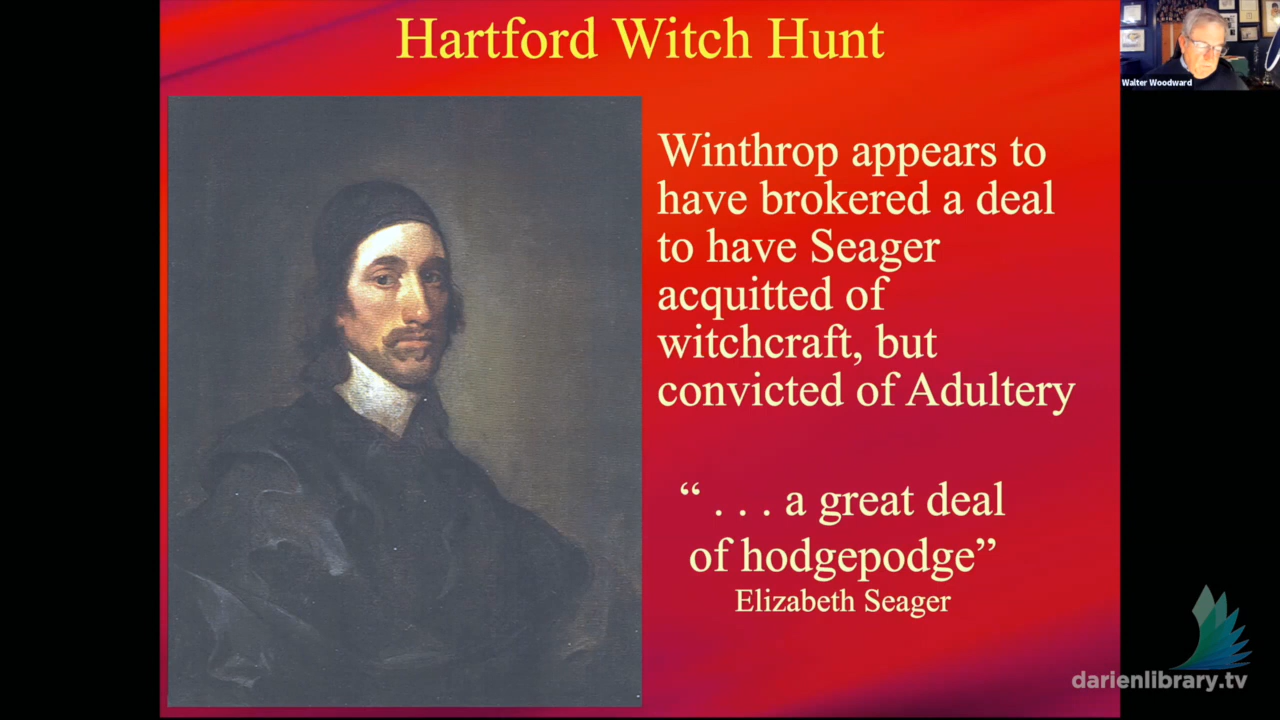 Hartford Witch Hunt
Walter Woodward
Winthrop appears to
have brokered a deal
to have Seager
acquitted of
witchcraft, but
convicted of Adultery
“ . . . a great deal
of hodgepodge”
Elizabeth Seager
darienlibrary.tv